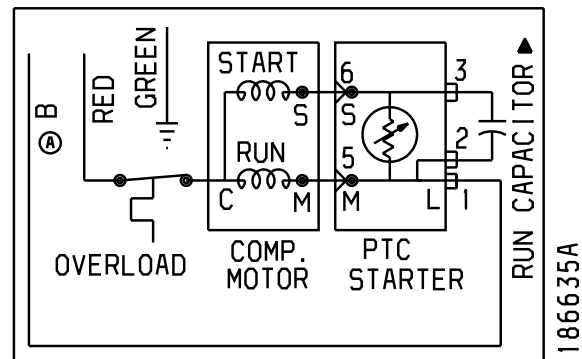 B
A
RED
GREEN
START
S
RUN
C
M
6
S
5
M
3
2
L
1
OVERLOAD
COMP.
MOTOR
PTC
STARTER
RUN CAPACITOR ▲
186635A